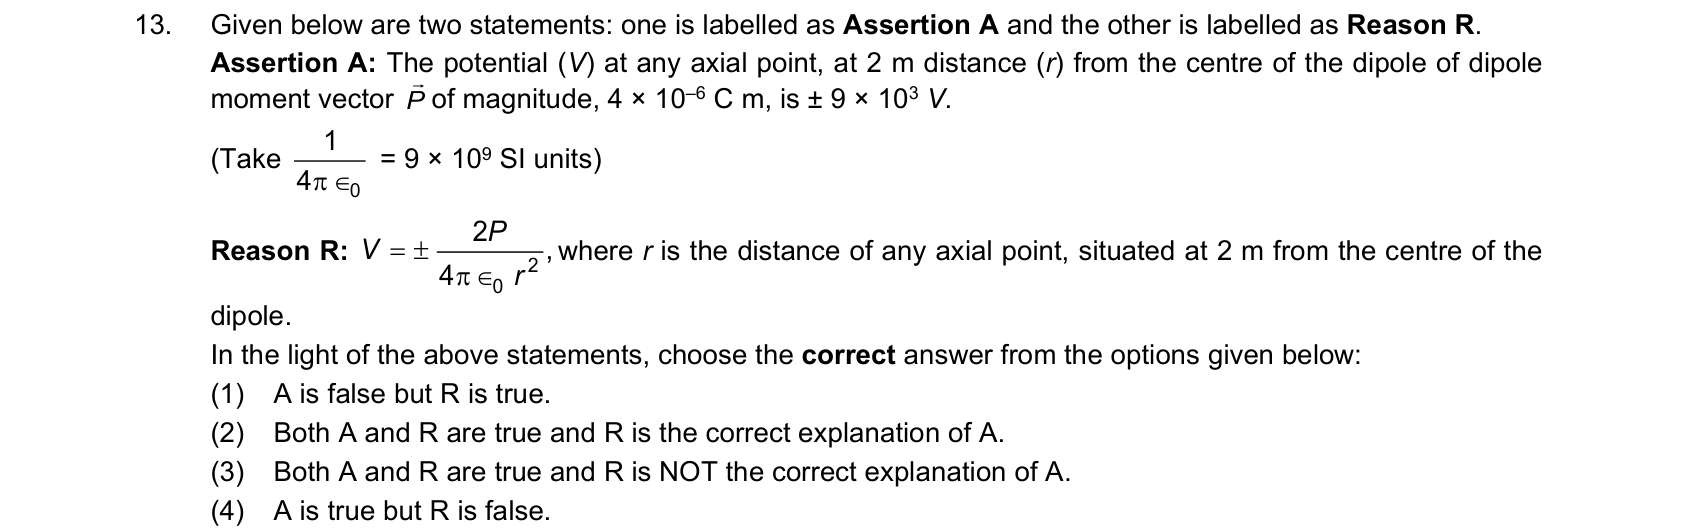 13. Given below are two statements: one is labelled as Assertion A and the other is labelled as Reason R.
Assertion A: The potential (V) at any axial point, at 2 m distance (r) from the centre of the dipole of dipole
moment vector P⃗ of magnitude, 4 × 10⁻⁶ C m, is ± 9 × 10³ V.
(Take 1/(4π ∈₀) = 9 × 10⁹ SI units)
Reason R: V = ± 2P/(4π ∈₀ r²), where r is the distance of any axial point, situated at 2 m from the centre of the
dipole.
In the light of the above statements, choose the correct answer from the options given below:
(1) A is false but R is true.
(2) Both A and R are true and R is the correct explanation of A.
(3) Both A and R are true and R is NOT the correct explanation of A.
(4) A is true but R is false.